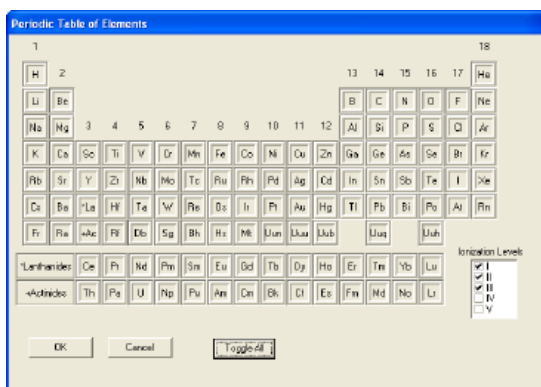 Periodic Table of Elements
1 18
H 2 13 14 15 16 17 He
Li Be B C N O F Ne
Na Mg 3 4 5 6 7 8 9 10 11 12 Al Si P S Cl Ar
K Ca Sc Ti V Cr Mn Fe Co Ni Cu Zn Ga Ge As Se Br Kr
Rb Sr Y Zr Nb Mo Tc Ru Rh Pd Ag Cd In Sn Sb Te I Xe
Cs Ba *La Hf Ta W Re Os Ir Pt Au Hg Tl Pb Bi Po At Rn
Fr Ra +Ac Rf Db Sg Bh Hs Mt Uun Uuu Uub Uuq Uuh
Ionization Levels
*Lanthanides Ce Pr Nd Pm Sm Eu Gd Tb Dy Ho Er Tm Yb Lu
I
II
III
IV
V
+Actinides Th Pa U Np Pu Am Cm Bk Cf Es Fm Md No Lr
OK Cancel Toggle All